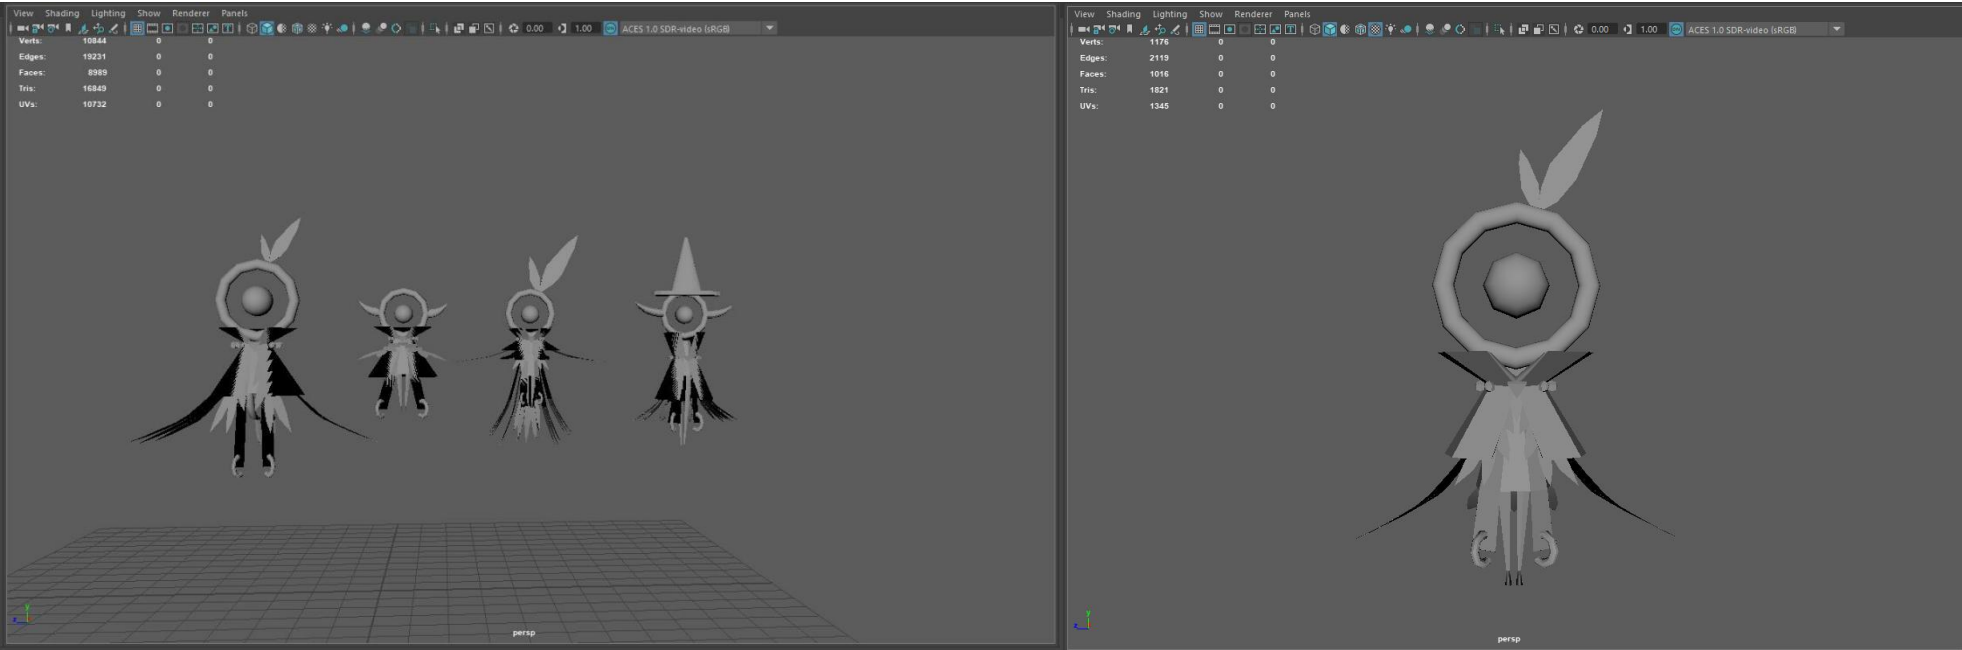 View Shading Lighting Show Renderer Panels
0.00 1.00 ACES 1.0 SDR-video (sRGB)
Verts: 10844 0 0
Edges: 19231 0 0
Faces: 8989 0 0
Tris: 16849 0 0
UVs: 10732 0 0
persp
View Shading Lighting Show Renderer Panels
0.00 1.00 ACES 1.0 SDR-video (sRGB)
Verts: 1176 0 0
Edges: 2119 0 0
Faces: 1016 0 0
Tris: 1821 0 0
UVs: 1345 0 0
persp